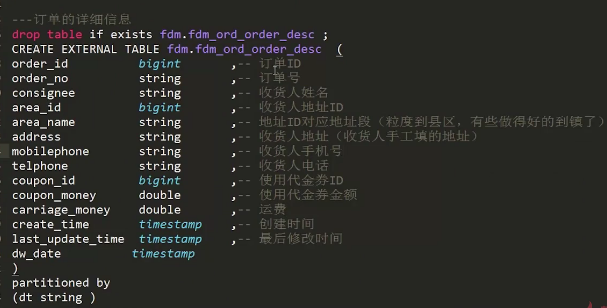 ---订单的详细信息
drop table if exists fdm.fdm_ord_order_desc ;
CREATE EXTERNAL TABLE fdm.fdm_ord_order_desc (
order_id bigint ,-- 订单ID
order_no string ,-- 订单号
consignee string ,-- 收货人姓名
area_id bigint ,-- 收货人地址ID
area_name string ,-- 地址ID对应地址段（粒度到县区，有些做得好的到镇了）
address string ,-- 收货人地址（收货人手工填的地址）
mobilephone string ,-- 收货人手机号
telphone string ,-- 收货人电话
coupon_id bigint ,-- 使用代金券ID
coupon_money double ,-- 使用代金券金额
carriage_money double ,-- 运费
create_time timestamp ,-- 创建时间
last_update_time timestamp ,-- 最后修改时间
dw_date timestamp
)
partitioned by
(dt string )